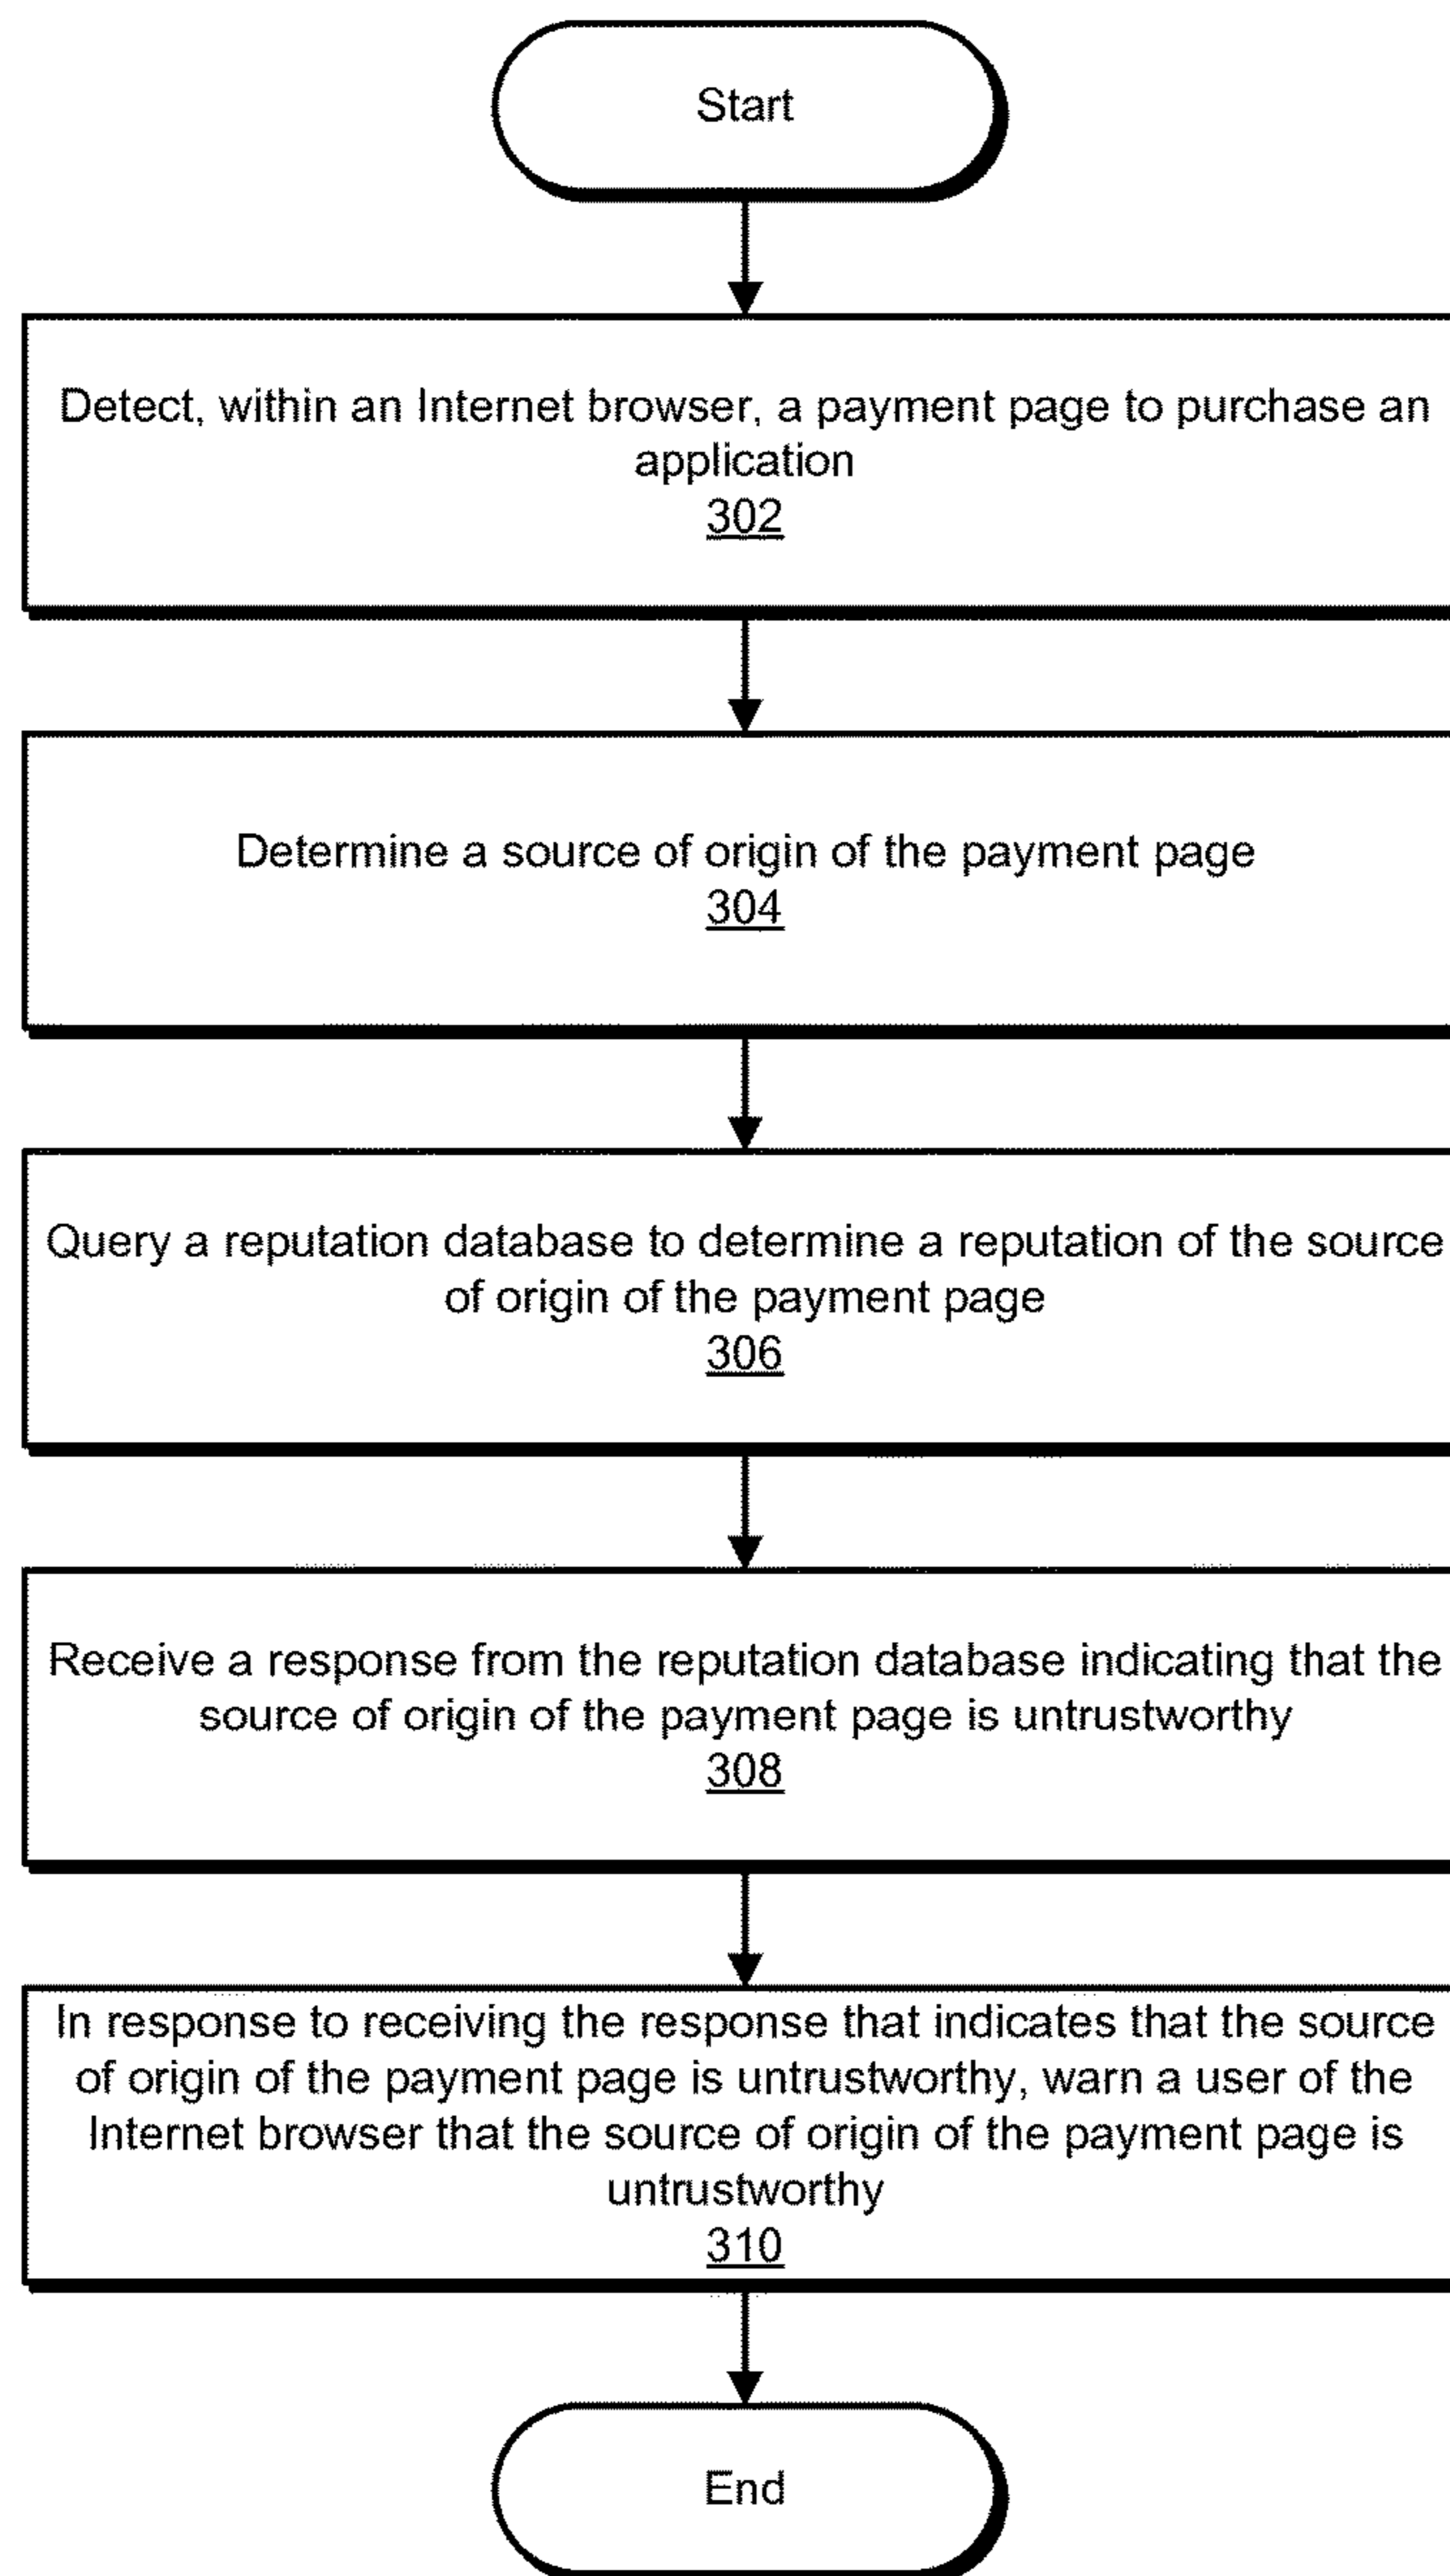 Start
Detect, within an Internet browser, a payment page to purchase an
application
302
Determine a source of origin of the payment page
304
Query a reputation database to determine a reputation of the source
of origin of the payment page
306
Receive a response from the reputation database indicating that the
source of origin of the payment page is untrustworthy
308
In response to receiving the response that indicates that the source
of origin of the payment page is untrustworthy, warn a user of the
Internet browser that the source of origin of the payment page is
untrustworthy
310
End